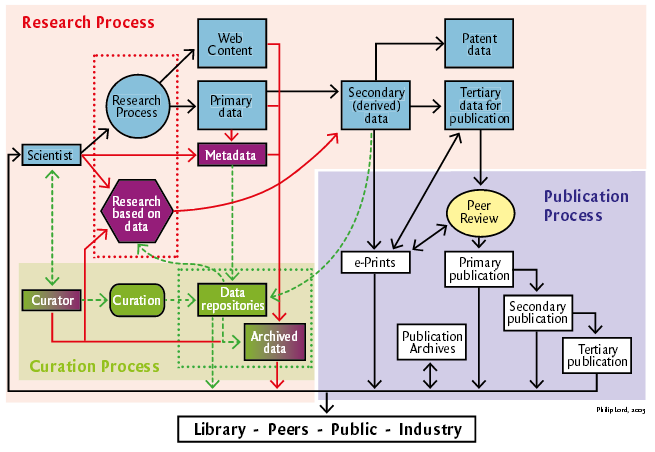 Research Process
Web
Content
Patent
data
Research
Process
Primary
data
Secondary
(derived) data
Tertiary
data for
publication
Scientist
Metadata
Research
based on
data
Publication
Process
Peer
Review
e-Prints
Primary
publication
Curator
Curation
Data
repositories
Secondary
publication
Archived
data
Publication
Archives
Tertiary
publication
Curation Process
Philip Lord, 2003
Library - Peers - Public - Industry